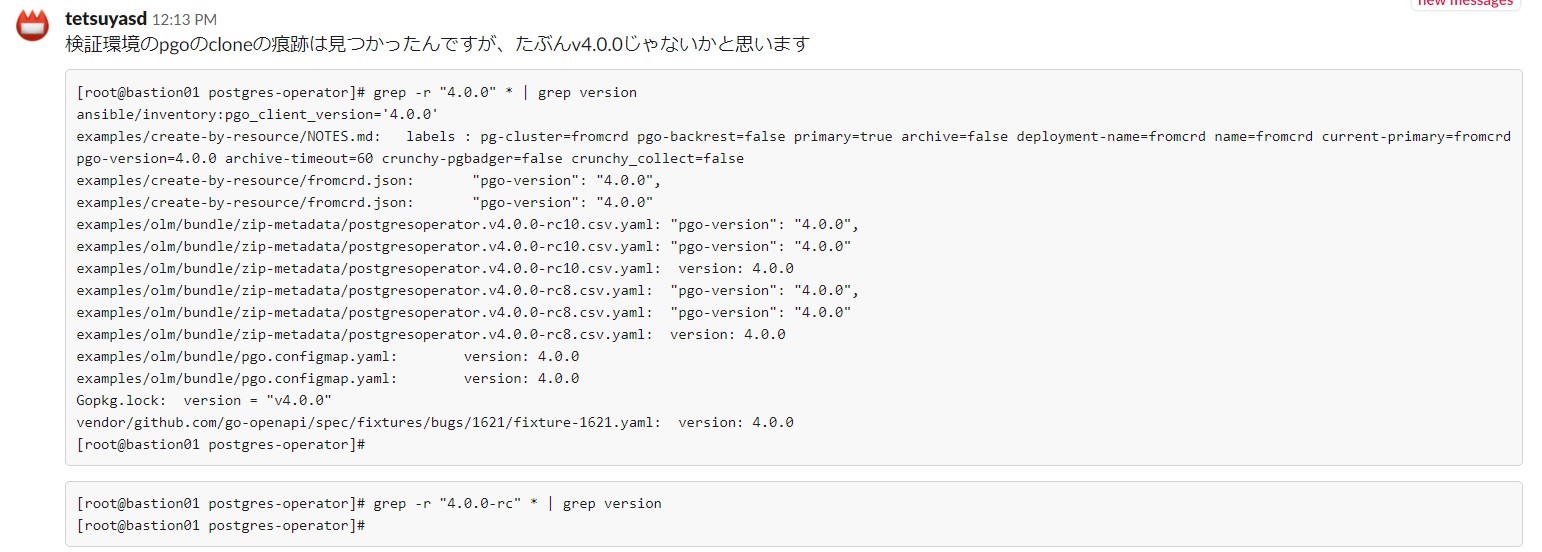 new messages
tetsuyasd 12:13 PM
検証環境のpgoのcloneの痕跡は見つかったんですが、たぶんv4.0.0じゃないかと思います
[root@bastion01 postgres-operator]# grep -r "4.0.0" * | grep version
ansible/inventory:pgo_client_version='4.0.0'
examples/create-by-resource/NOTES.md:   labels : pg-cluster=fromcrd pgo-backrest=false primary=true archive=false deployment-name=fromcrd name=fromcrd current-primary=fromcrd
pgo-version=4.0.0 archive-timeout=60 crunchy-pgbadger=false crunchy_collect=false
examples/create-by-resource/fromcrd.json:       "pgo-version": "4.0.0",
examples/create-by-resource/fromcrd.json:       "pgo-version": "4.0.0"
examples/olm/bundle/zip-metadata/postgresoperator.v4.0.0-rc10.csv.yaml: "pgo-version": "4.0.0",
examples/olm/bundle/zip-metadata/postgresoperator.v4.0.0-rc10.csv.yaml: "pgo-version": "4.0.0"
examples/olm/bundle/zip-metadata/postgresoperator.v4.0.0-rc10.csv.yaml:  version: 4.0.0
examples/olm/bundle/zip-metadata/postgresoperator.v4.0.0-rc8.csv.yaml:  "pgo-version": "4.0.0",
examples/olm/bundle/zip-metadata/postgresoperator.v4.0.0-rc8.csv.yaml:  "pgo-version": "4.0.0"
examples/olm/bundle/zip-metadata/postgresoperator.v4.0.0-rc8.csv.yaml:  version: 4.0.0
examples/olm/bundle/pgo.configmap.yaml:        version: 4.0.0
examples/olm/bundle/pgo.configmap.yaml:        version: 4.0.0
Gopkg.lock:  version = "v4.0.0"
vendor/github.com/go-openapi/spec/fixtures/bugs/1621/fixture-1621.yaml:  version: 4.0.0
[root@bastion01 postgres-operator]#
[root@bastion01 postgres-operator]# grep -r "4.0.0-rc" * | grep version
[root@bastion01 postgres-operator]#